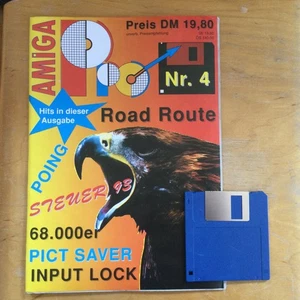 AMIGA
Pro
Preis DM 19,80
Nr. 4
Hits in dieser
Ausgabe
Road Route
POING
STEUER 93
68.000er
PICT SAVER
INPUT LOCK